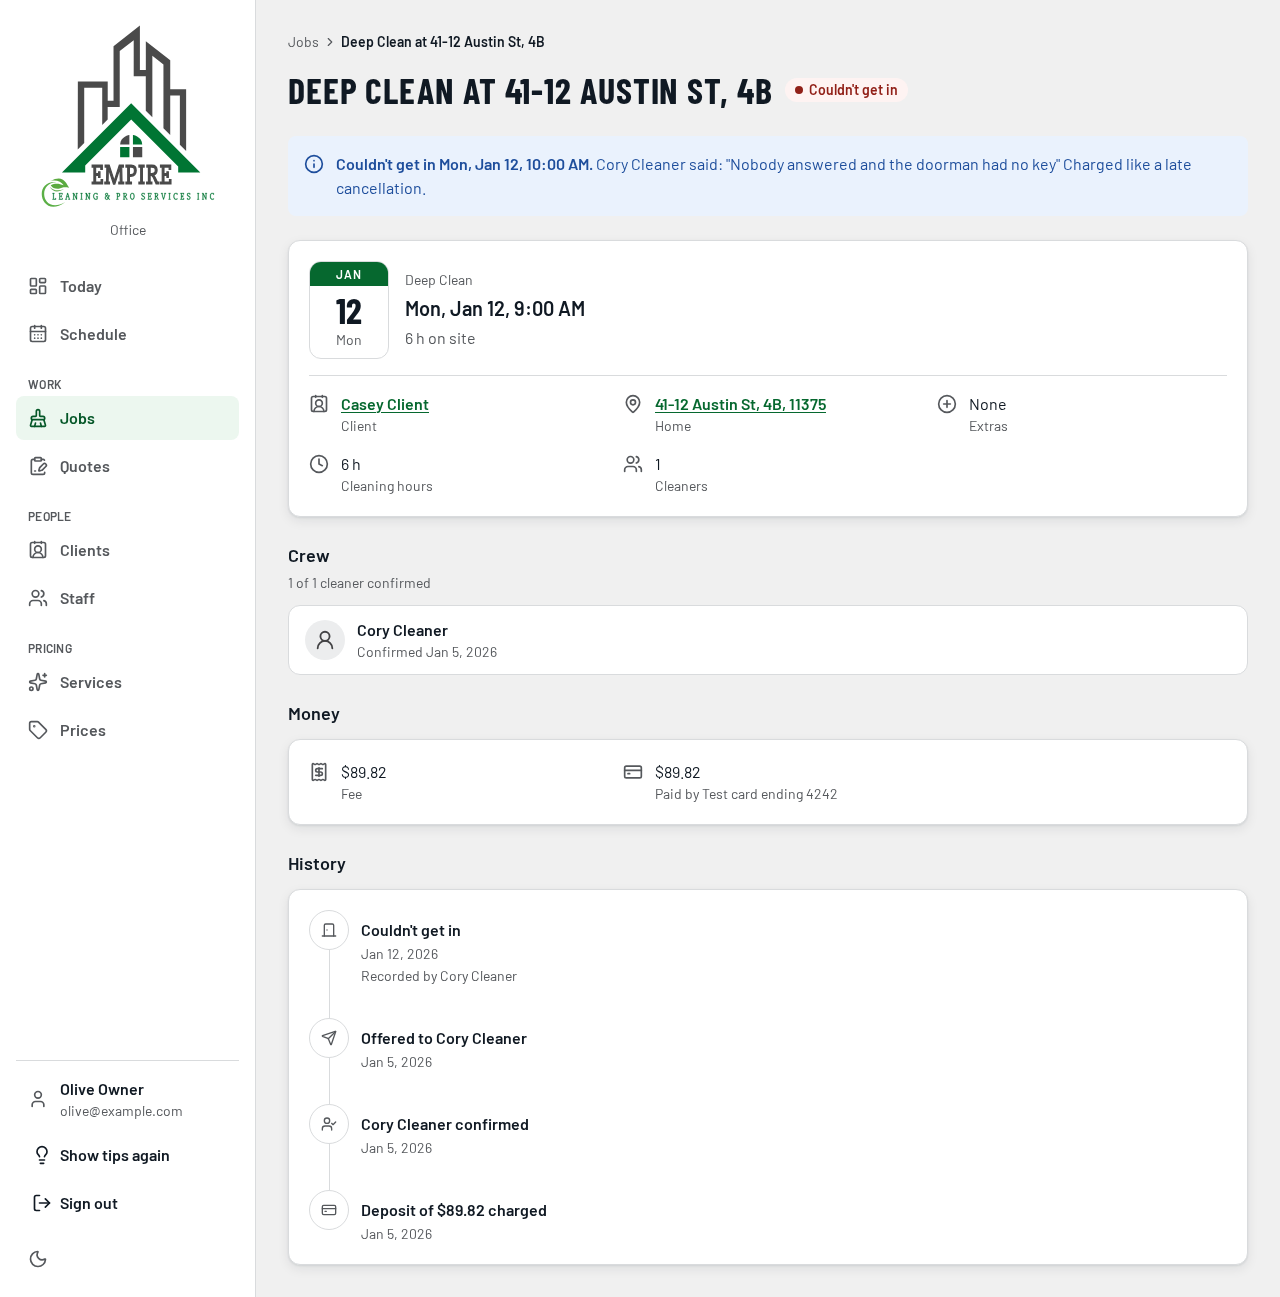 EMPIRE
LEANING & PRO SERVICES INC
Office
Today
Schedule
WORK
Jobs
Quotes
PEOPLE
Clients
Staff
PRICING
Services
Prices
Olive Owner
olive@example.com
Show tips again
Sign out
Jobs > Deep Clean at 41-12 Austin St, 4B
DEEP CLEAN AT 41-12 AUSTIN ST, 4B
Couldn't get in
Couldn't get in Mon, Jan 12, 10:00 AM. Cory Cleaner said: "Nobody answered and the doorman had no key" Charged like a late
cancellation.
JAN
12
Mon
Deep Clean
Mon, Jan 12, 9:00 AM
6 h on site
Casey Client
Client
41-12 Austin St, 4B, 11375
Home
None
Extras
6 h
Cleaning hours
1
Cleaners
Crew
1 of 1 cleaner confirmed
Cory Cleaner
Confirmed Jan 5, 2026
Money
$89.82
Fee
$89.82
Paid by Test card ending 4242
History
Couldn't get in
Jan 12, 2026
Recorded by Cory Cleaner
Offered to Cory Cleaner
Jan 5, 2026
Cory Cleaner confirmed
Jan 5, 2026
Deposit of $89.82 charged
Jan 5, 2026